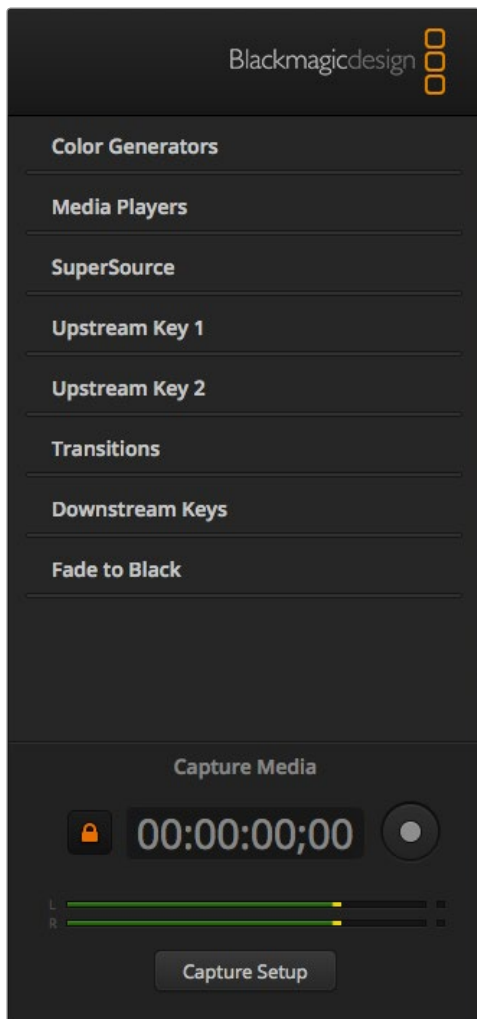 Blackmagicdesign
Color Generators
Media Players
SuperSource
Upstream Key 1
Upstream Key 2
Transitions
Downstream Keys
Fade to Black
Capture Media
00:00:00;00
L
R
Capture Setup